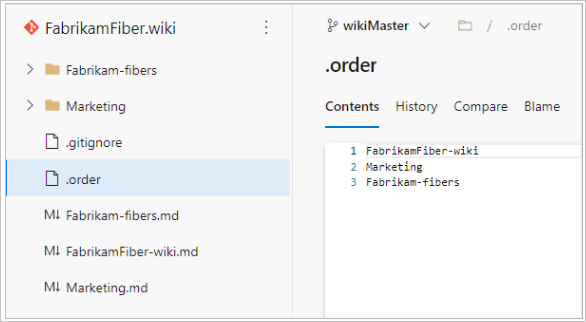 FabrikamFiber.wiki
Fabrikam-fibers
Marketing
.gitignore
.order
Fabrikam-fibers.md
FabrikamFiber-wiki.md
Marketing.md
wikiMaster / .order
.order
Contents History Compare Blame
1 FabrikamFiber-wiki
2 Marketing
3 Fabrikam-fibers